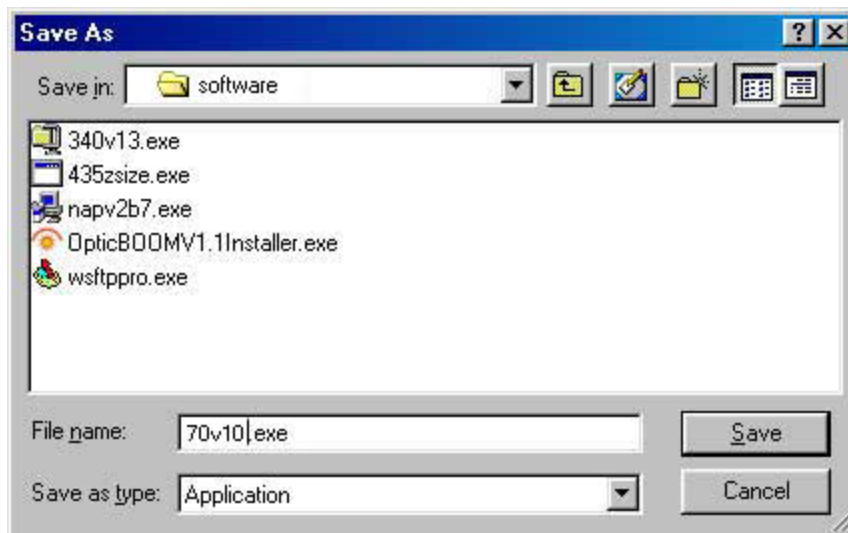 Save As
Save in: software
340v13.exe
435zsize.exe
napv2b7.exe
OpticBOOMV1.1Installer.exe
wsftppro.exe
File name: 70v10.exe Save
Save as type: Application Cancel